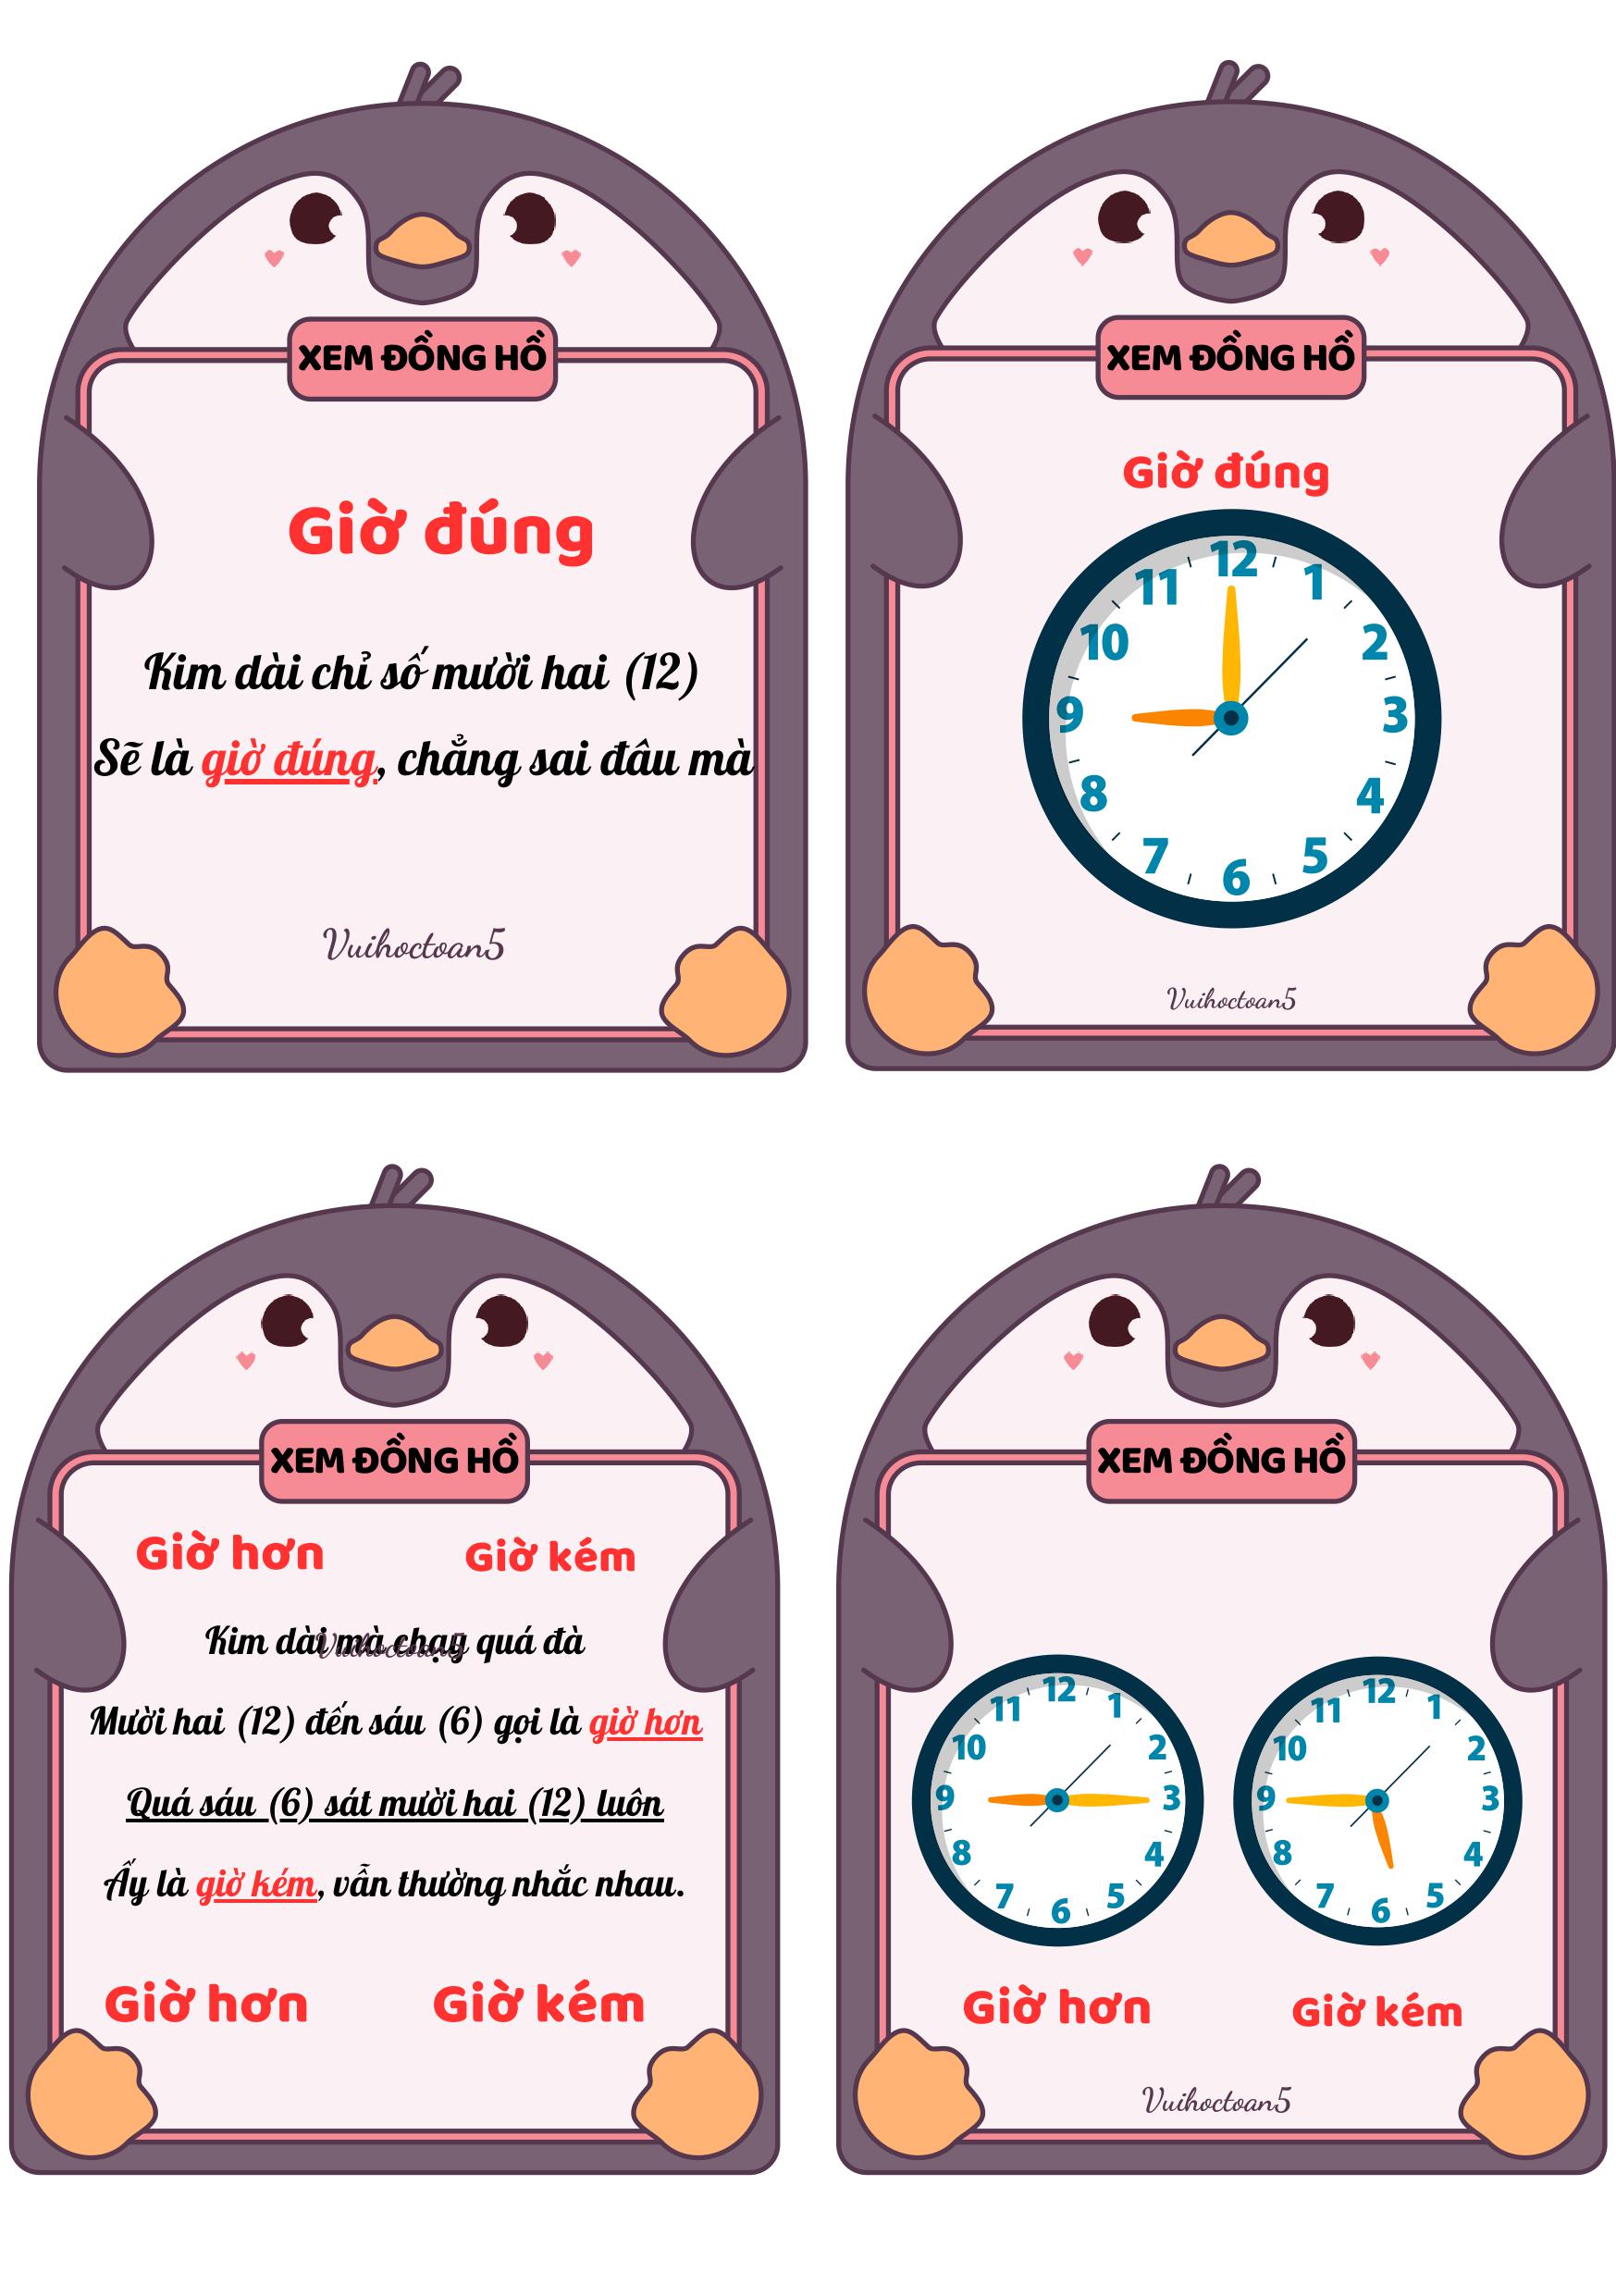 XEM ĐỒNG HỒ
Giờ đúng
Kim dài chỉ số mười hai (12)
Sẽ là giờ đúng, chẳng sai đâu mà
Vuihoctoan5
XEM ĐỒNG HỒ
Giờ đúng
12
11 1
10 2
9 3
8 4
7 5
6
Vuihoctoan5
XEM ĐỒNG HỒ
Giờ hơn Giờ kém
Kim dài mà chạy quá đà
Vuihoctoan5
Mười hai (12) đến sáu (6) gọi là giờ hơn
Quá sáu (6) sát mười hai (12) luôn
Ấy là giờ kém, vẫn thường nhắc nhau.
Giờ hơn Giờ kém
XEM ĐỒNG HỒ
12
11 1
10 2
9 3
8 4
7 5
6
12
11 1
10 2
9 3
8 4
7 5
6
Giờ hơn Giờ kém
Vuihoctoan5